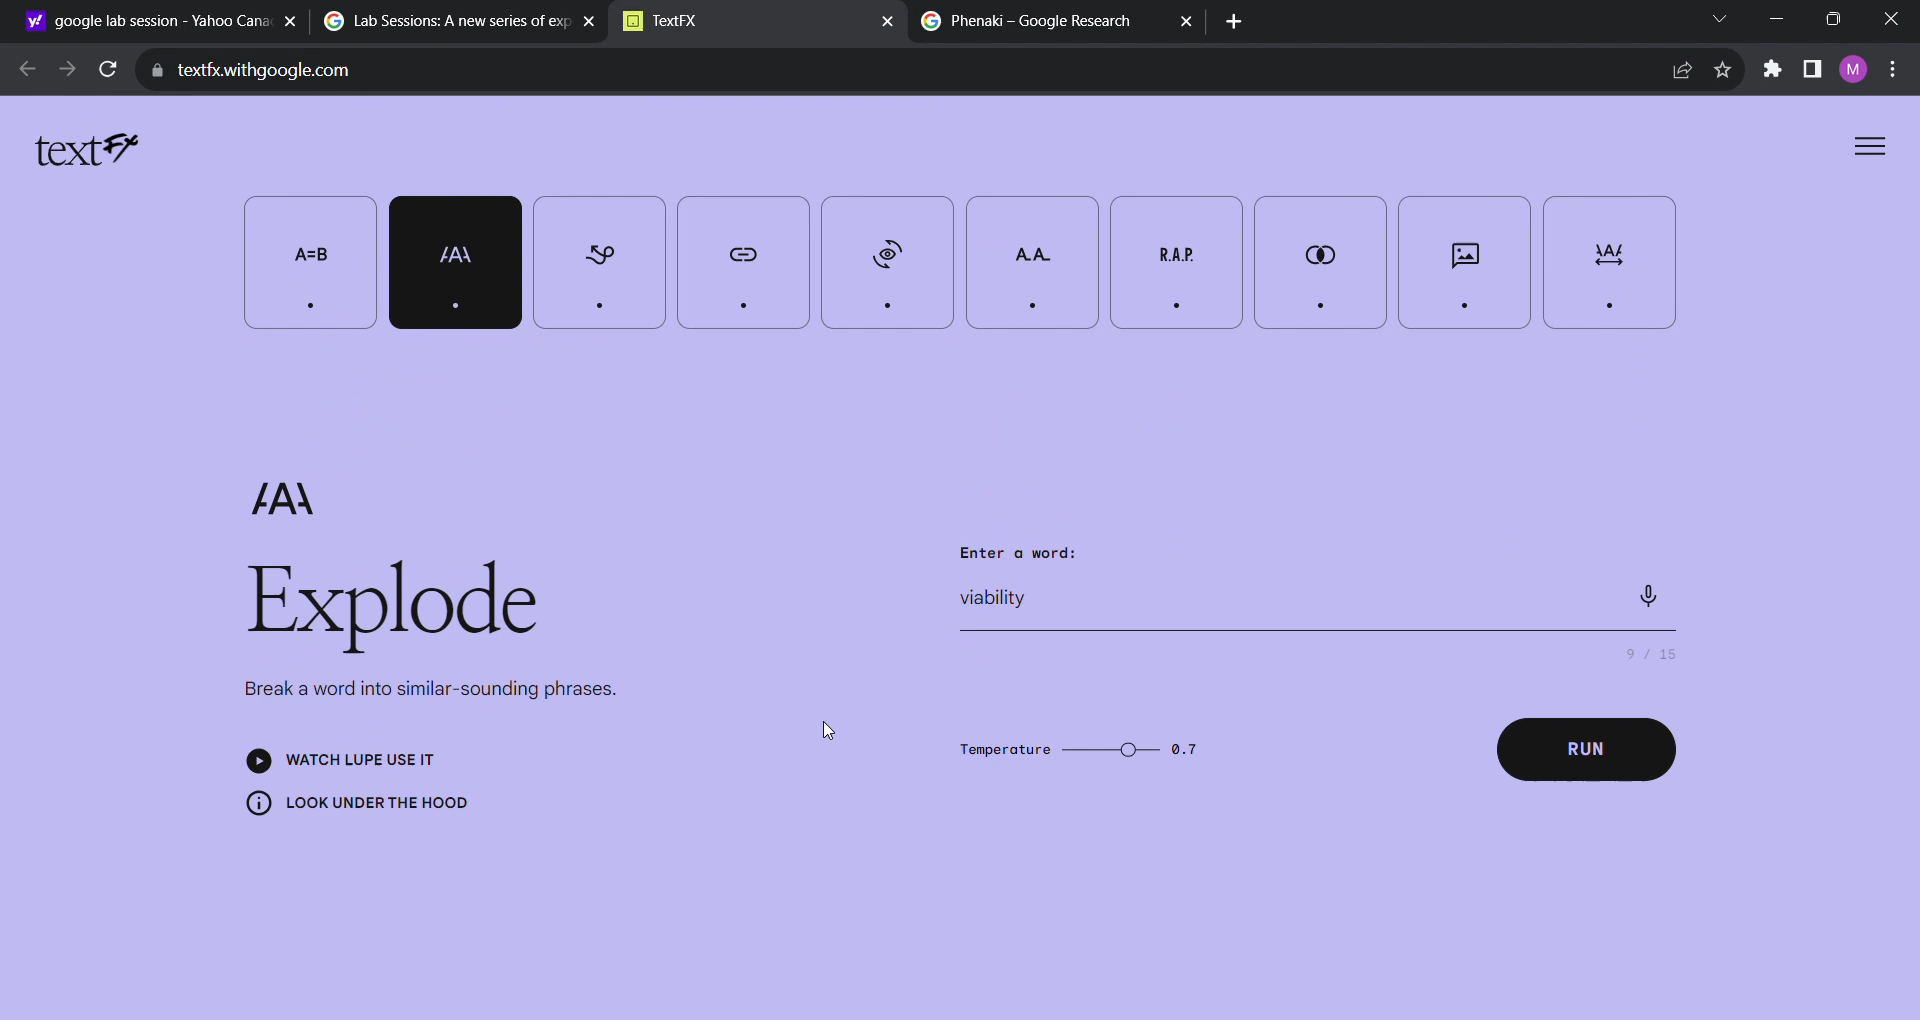 google lab session - Yahoo Cana
Lab Sessions: A new series of exp
TextFX
Phenaki – Google Research
textfx.withgoogle.com
M
textFX
A=B
A.A.
R.A.P.
Explode
Break a word into similar-sounding phrases.
WATCH LUPE USE IT
LOOK UNDER THE HOOD
Enter a word:
viability
9 / 15
Temperature 0.7
RUN